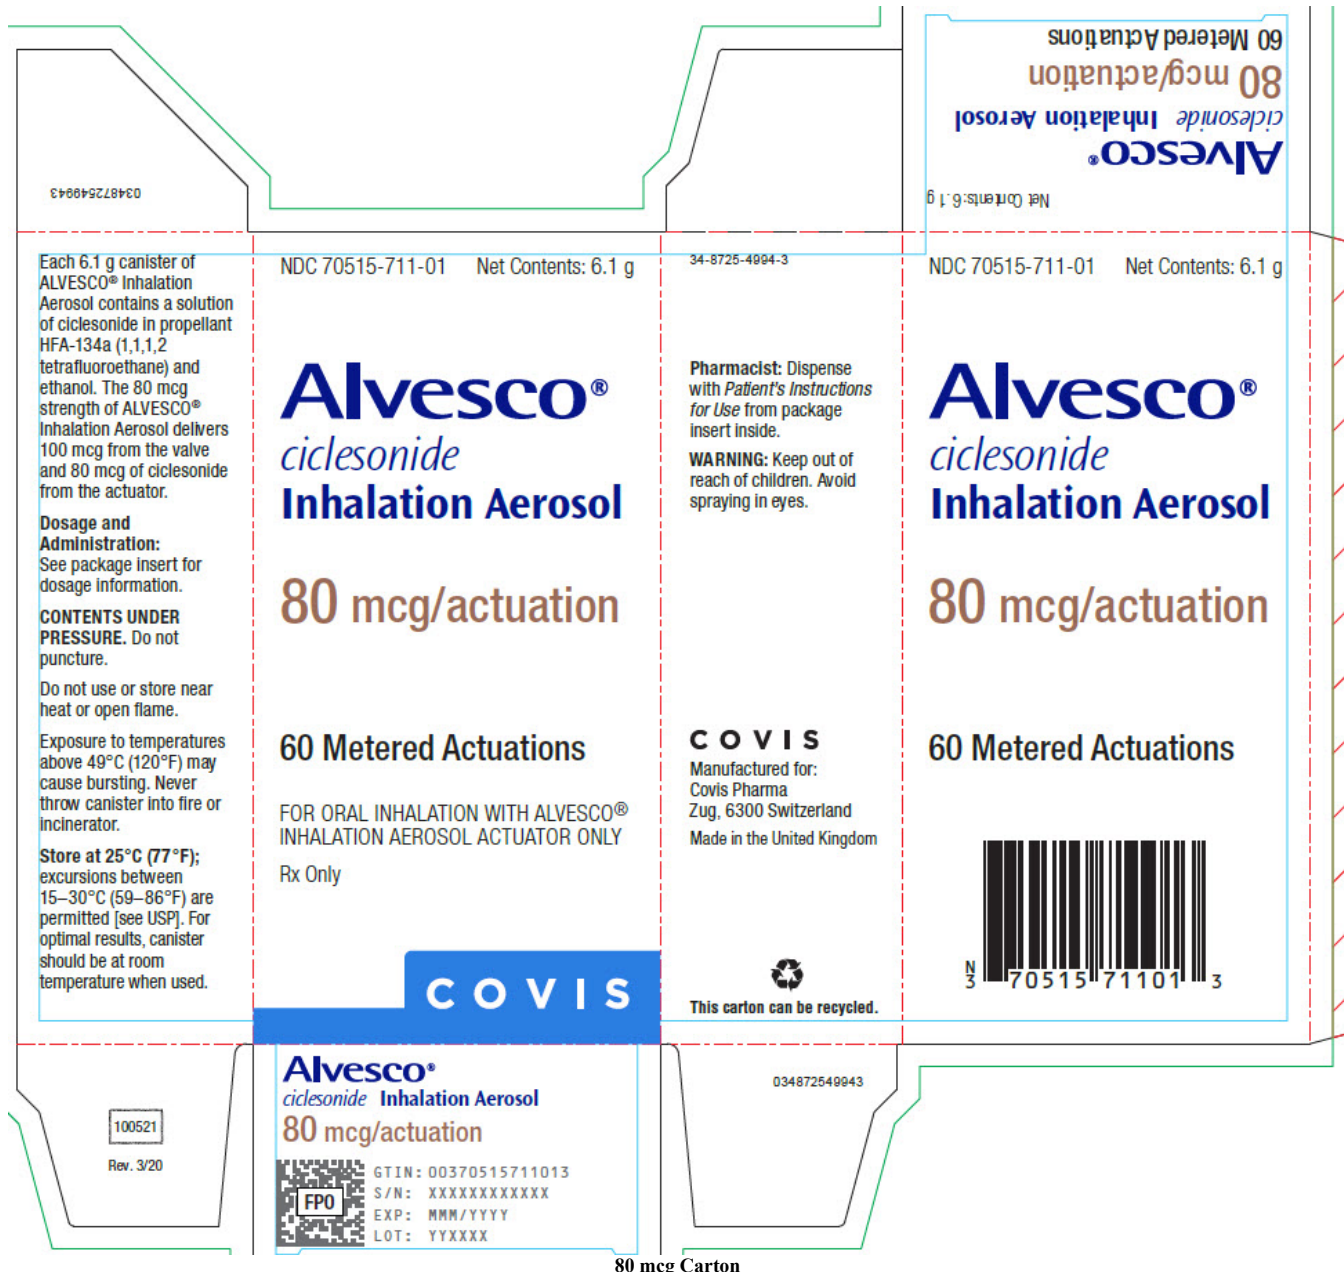 60 Metered Actuations
80 mcg/actuation
ciclesonide Inhalation Aerosol
Alvesco®
Net Contents:6.1 g
034872549943
Each 6.1 g canister of
ALVESCO® Inhalation
Aerosol contains a solution
of ciclesonide in propellant
HFA-134a (1,1,1,2
tetrafluoroethane) and
ethanol. The 80 mcg
strength of ALVESCO®
Inhalation Aerosol delivers
100 mcg from the valve
and 80 mcg of ciclesonide
from the actuator.
Dosage and
Administration:
See package insert for
dosage information.
CONTENTS UNDER
PRESSURE. Do not
puncture.
Do not use or store near
heat or open flame.
Exposure to temperatures
above 49°C (120°F) may
cause bursting. Never
throw canister into fire or
incinerator.
Store at 25°C (77°F);
excursions between
15–30°C (59–86°F) are
permitted [see USP]. For
optimal results, canister
should be at room
temperature when used.
NDC 70515-711-01 Net Contents: 6.1 g
Alvesco®
ciclesonide
Inhalation Aerosol
80 mcg/actuation
60 Metered Actuations
FOR ORAL INHALATION WITH ALVESCO®
INHALATION AEROSOL ACTUATOR ONLY
Rx Only
COVIS
34-8725-4994-3
Pharmacist: Dispense
with Patient's Instructions
for Use from package
insert inside.
WARNING: Keep out of
reach of children. Avoid
spraying in eyes.
COVIS
Manufactured for:
Covis Pharma
Zug, 6300 Switzerland
Made in the United Kingdom
This carton can be recycled.
NDC 70515-711-01 Net Contents: 6.1 g
Alvesco®
ciclesonide
Inhalation Aerosol
80 mcg/actuation
60 Metered Actuations
N
3 70515 71101 3
100521
Rev. 3/20
Alvesco®
ciclesonide Inhalation Aerosol
80 mcg/actuation
FPO
GTIN: 00370515711013
S/N: XXXXXXXXXXXX
EXP: MMM/YYYY
LOT: YYXXXX
034872549943
80 mcg Carton